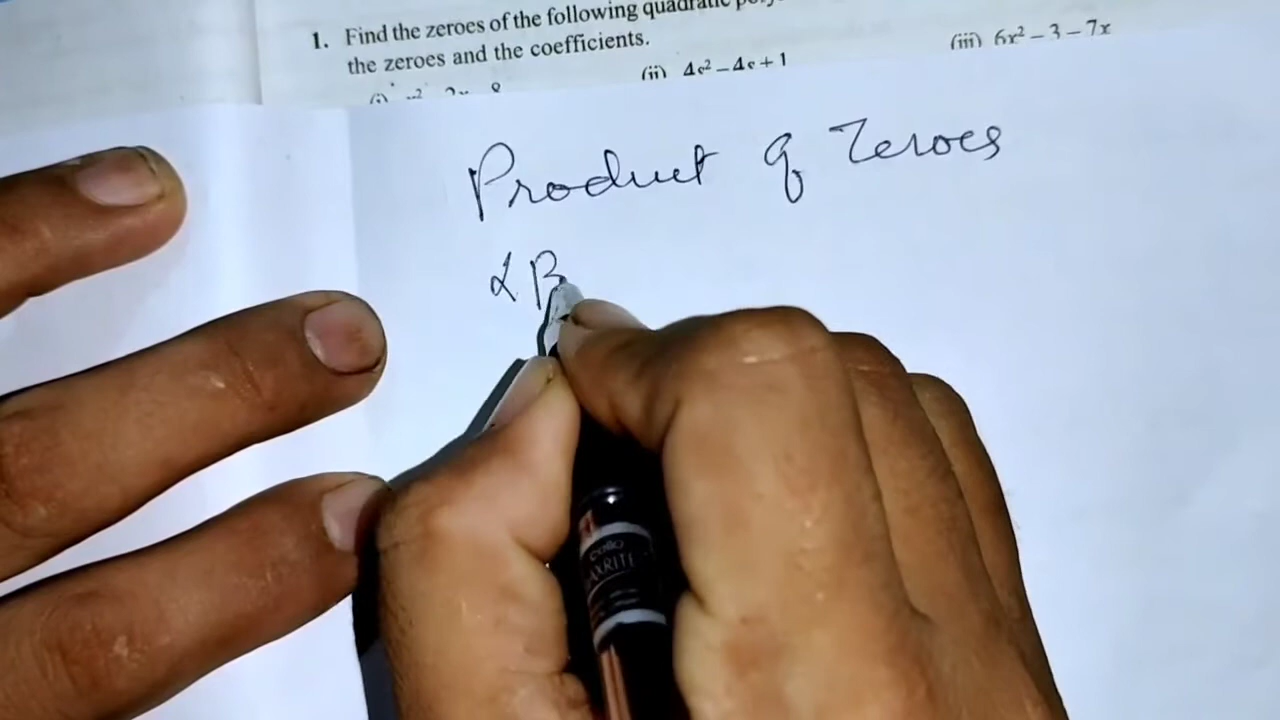 1. Find the zeroes of the following quadratic
the zeroes and the coefficients.
(i)
(ii) 4s² – 4s + 1
(iii) 6x² – 3 – 7x
Product of Zeroes
αβ
cello